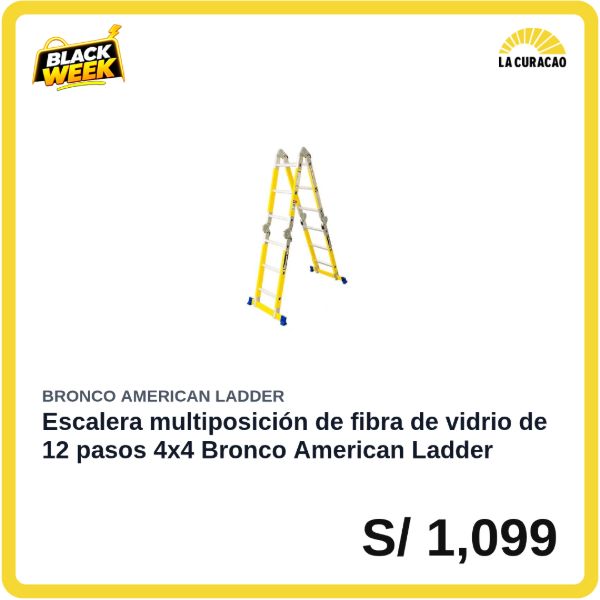 BLACK
WEEK
LA CURACAO
BRONCO AMERICAN LADDER
Escalera multiposición de fibra de vidrio de
12 pasos 4x4 Bronco American Ladder
S/ 1,099